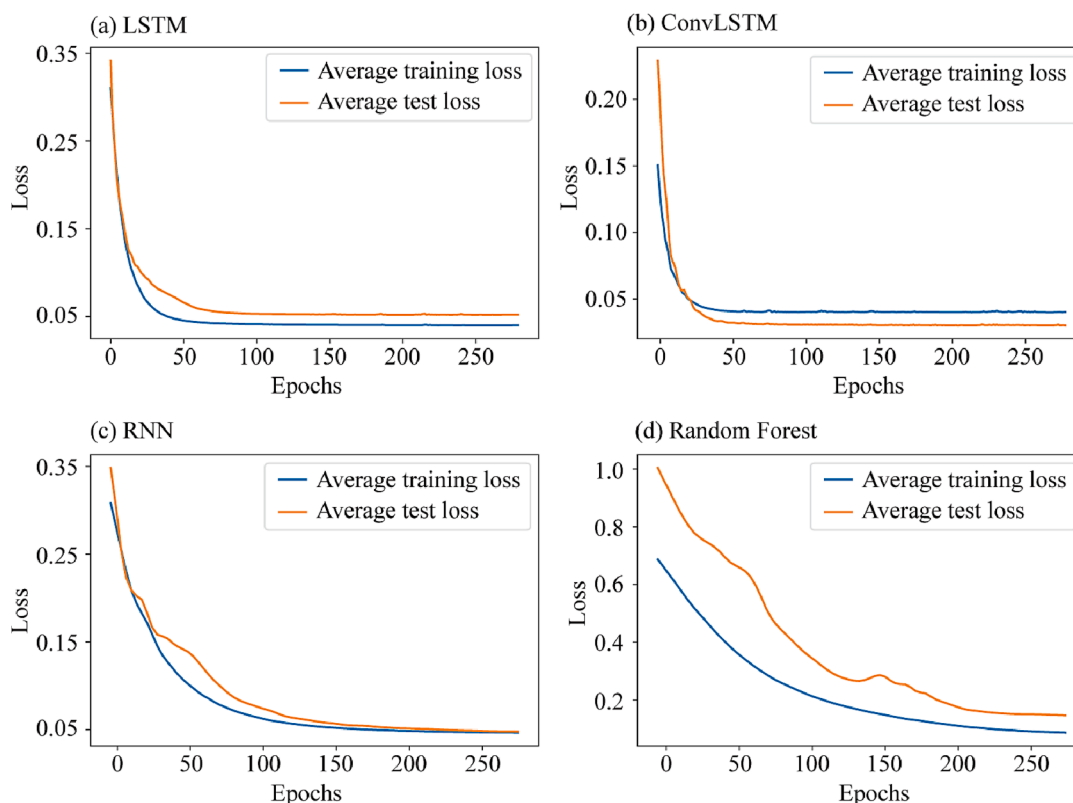 (a) LSTM
0.35
0.25
0.15
0.05
Loss
0 50 100 150 200 250
Epochs
Average training loss
Average test loss
(b) ConvLSTM
0.20
0.15
0.10
0.05
Loss
0 50 100 150 200 250
Epochs
Average training loss
Average test loss
(c) RNN
0.35
0.25
0.15
0.05
Loss
0 50 100 150 200 250
Epochs
Average training loss
Average test loss
(d) Random Forest
1.0
0.8
0.6
0.4
0.2
Loss
0 50 100 150 200 250
Epochs
Average training loss
Average test loss